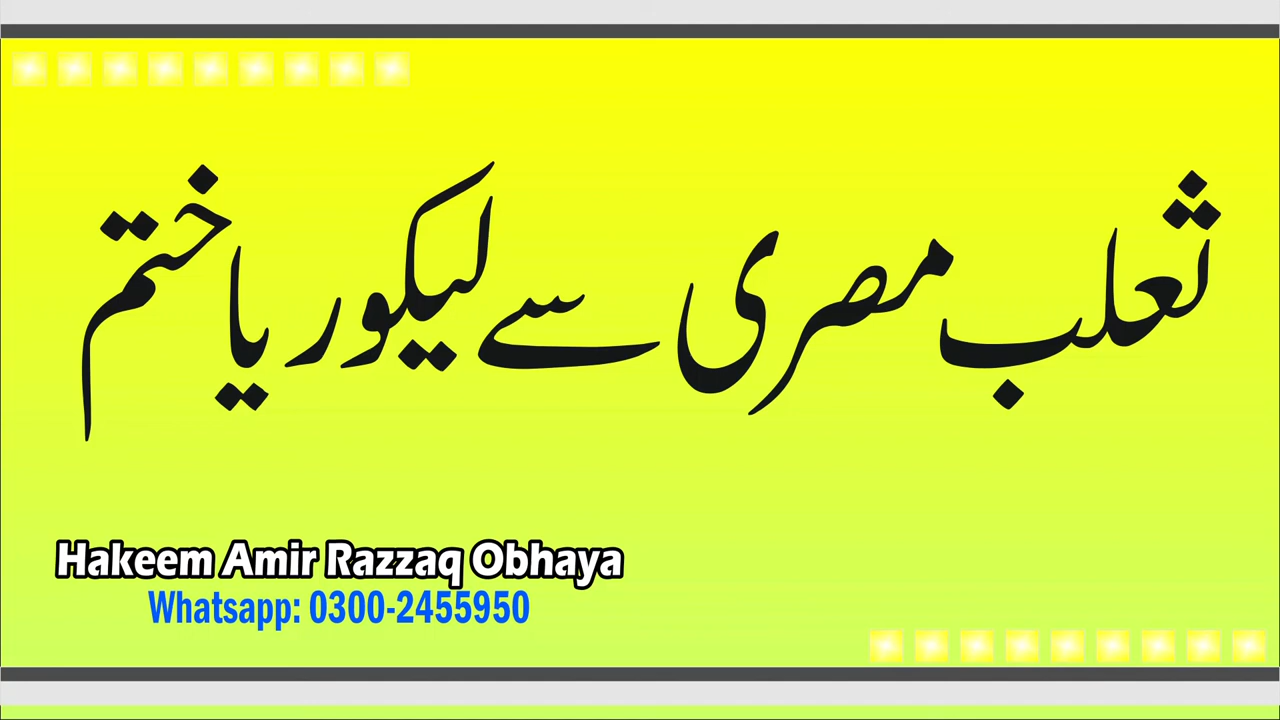 ثعلب مصری سے لیکوریا ختم
Hakeem Amir Razzaq Obhaya
Whatsapp: 0300-2455950